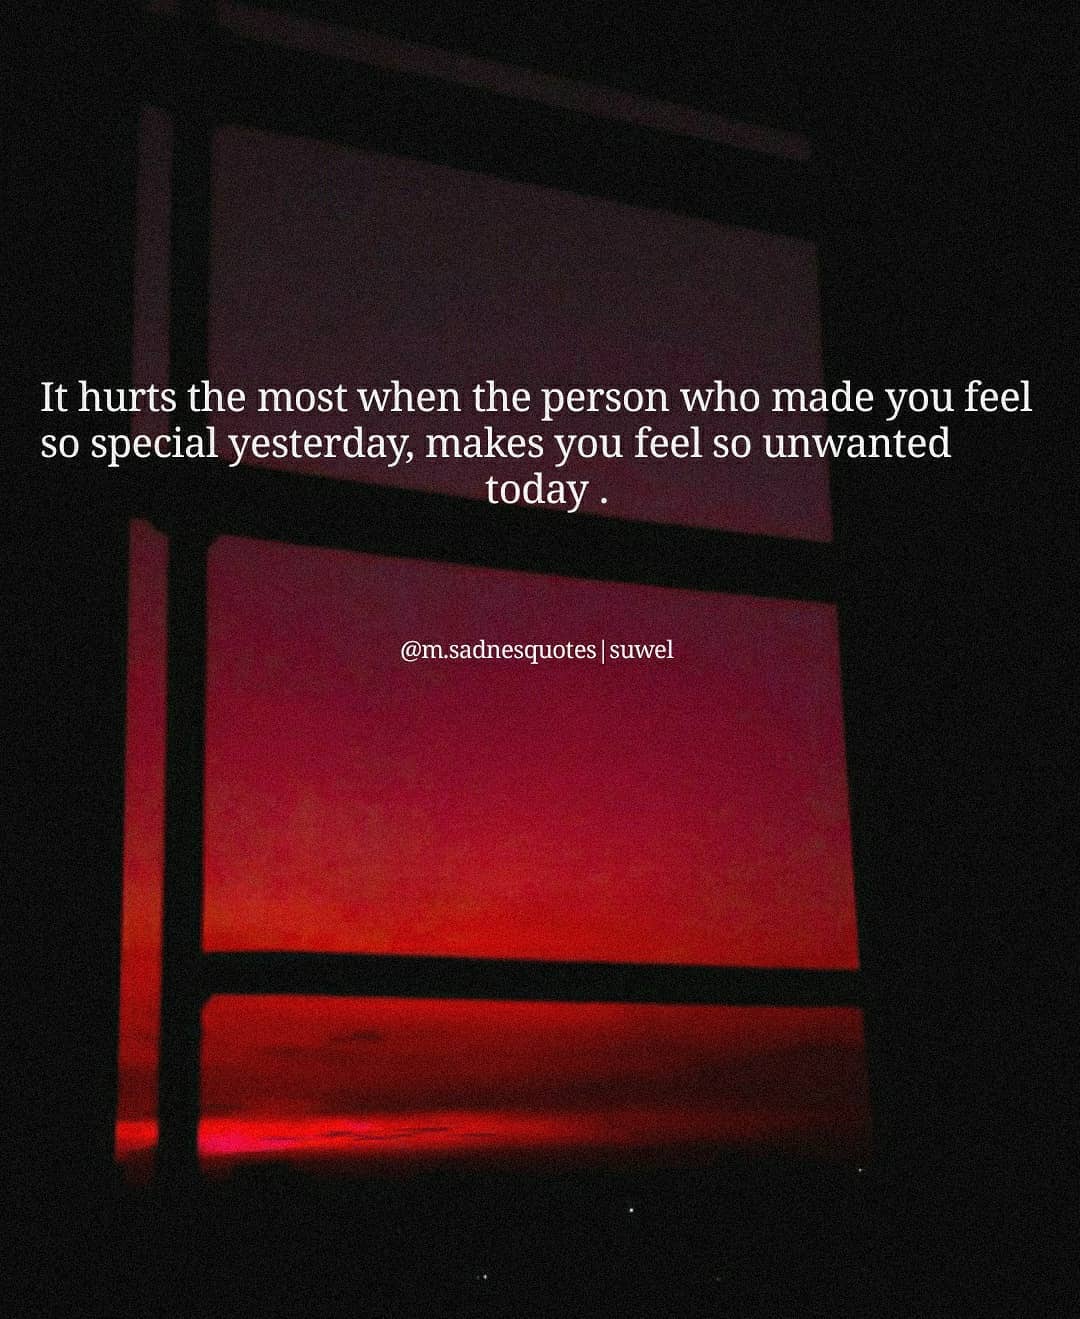 It hurts the most when the person who made you feel
so special yesterday, makes you feel so unwanted
today .
@m.sadnesquotes|suwel